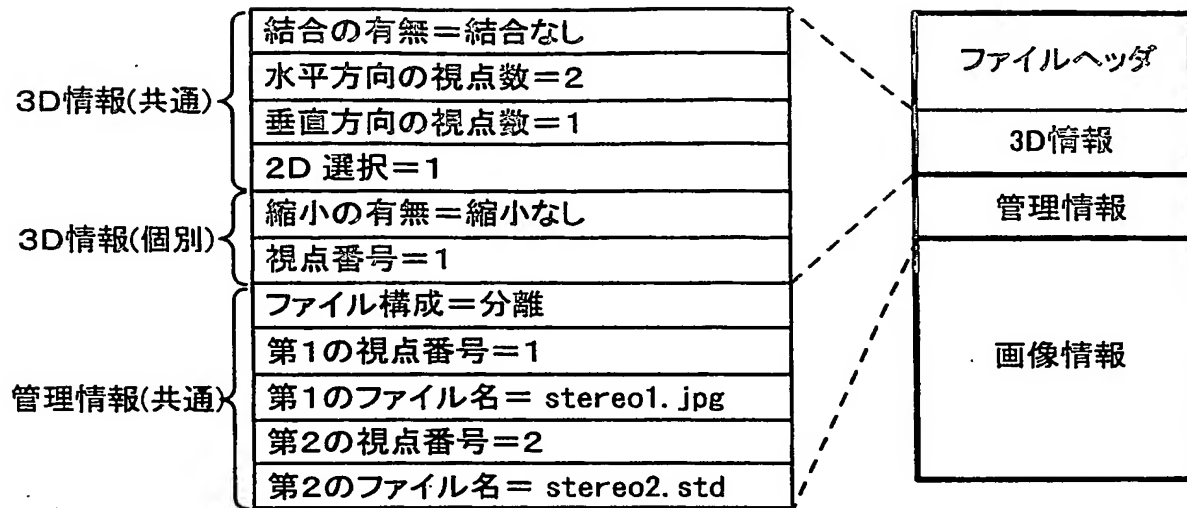 3D情報(共通)
結合の有無=結合なし
水平方向の視点数=2
垂直方向の視点数=1
2D 選択=1
3D情報(個別)
縮小の有無=縮小なし
視点番号=1
管理情報(共通)
ファイル構成=分離
第1の視点番号=1
第1のファイル名= stereo1.jpg
第2の視点番号=2
第2のファイル名= stereo2.std
ファイルヘッダ
3D情報
管理情報
画像情報